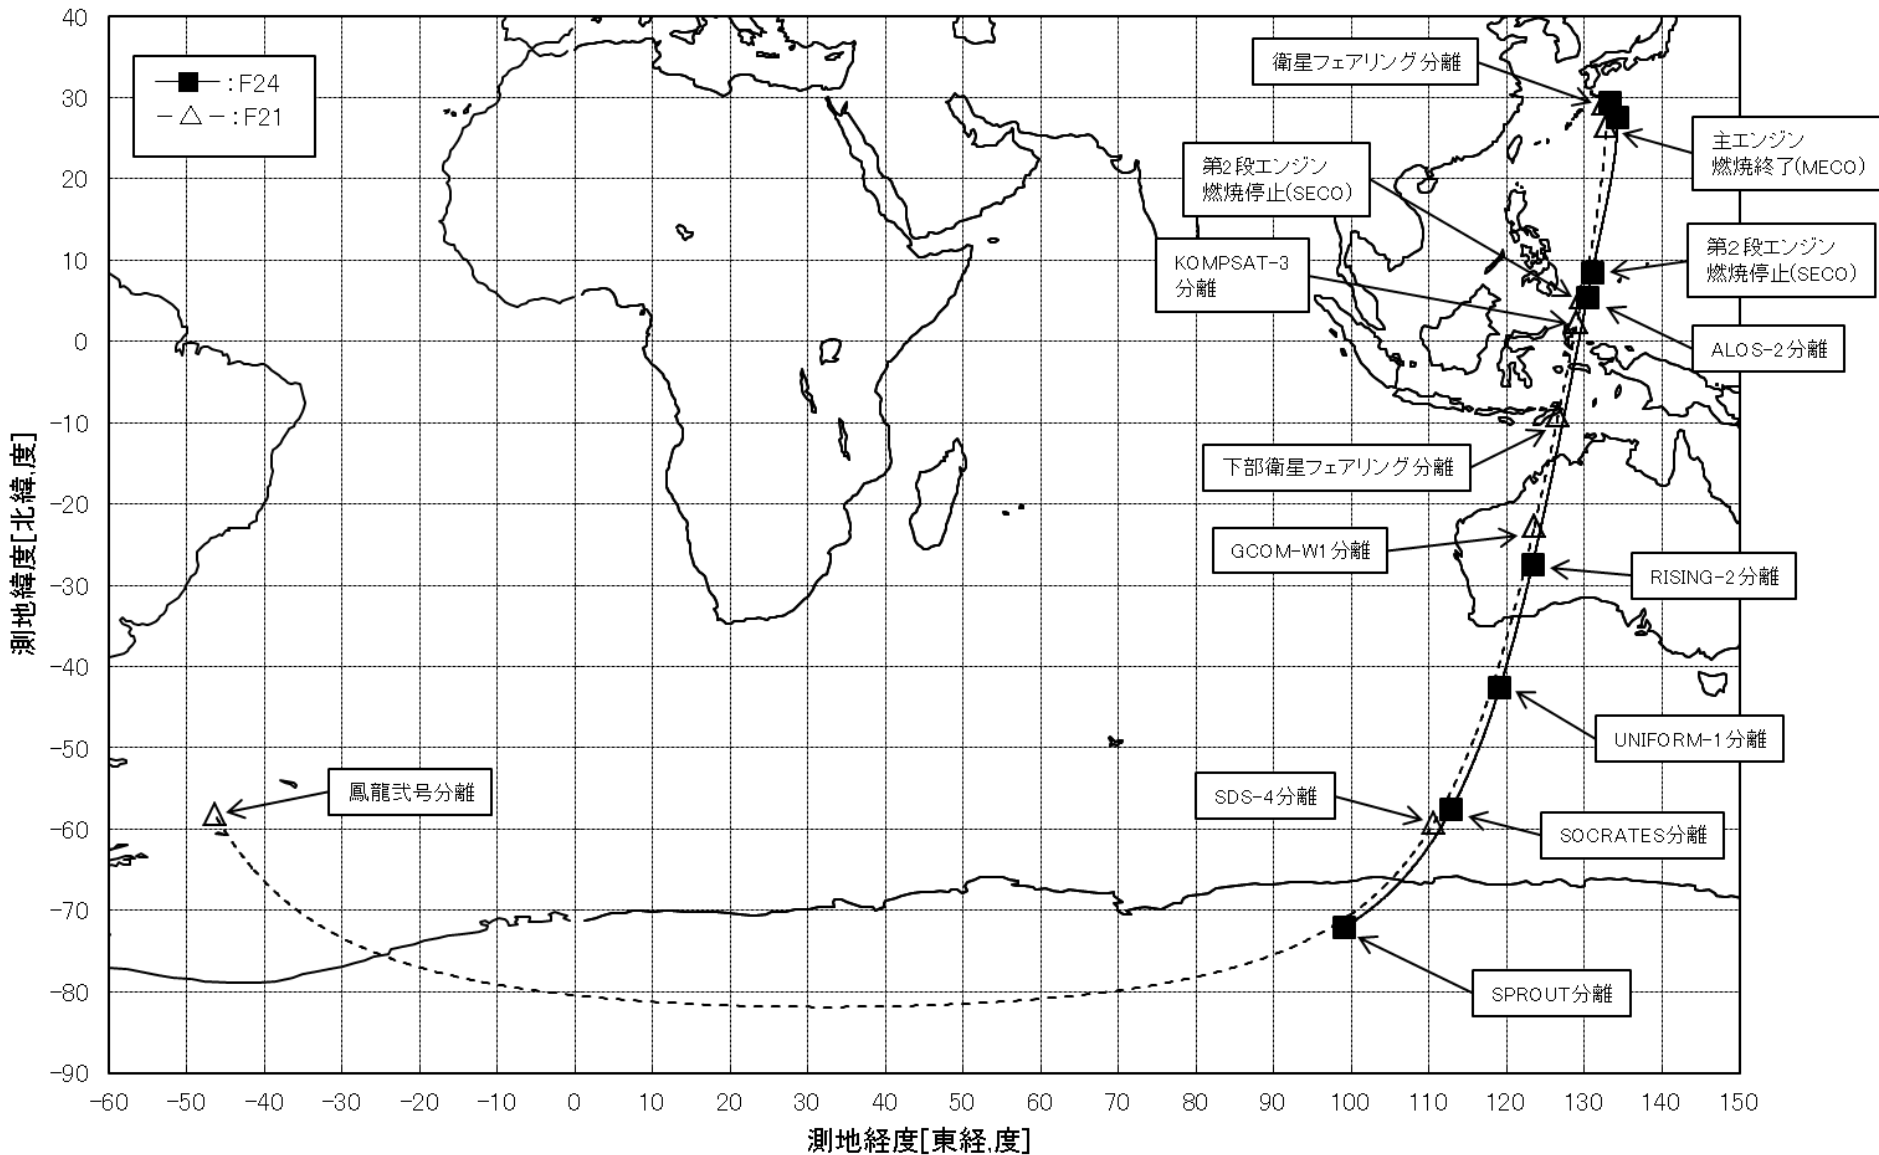 :F24
:F21
衛星フェアリング分離
主エンジン
燃焼終了(MECO)
第2段エンジン
燃焼停止(SECO)
第2段エンジン
燃焼停止(SECO)
KOMPSAT-3
分離
ALOS-2分離
下部衛星フェアリング分離
GCOM-W1分離
RISING-2分離
UNIFORM-1分離
鳳龍弐号分離
SDS-4分離
SOCRATES分離
SPROUT分離
測地緯度[北緯,度]
40
30
20
10
0
-10
-20
-30
-40
-50
-60
-70
-80
-90
-60 -50 -40 -30 -20 -10 0 10 20 30 40 50 60 70 80 90 100 110 120 130 140 150
測地経度[東経,度]